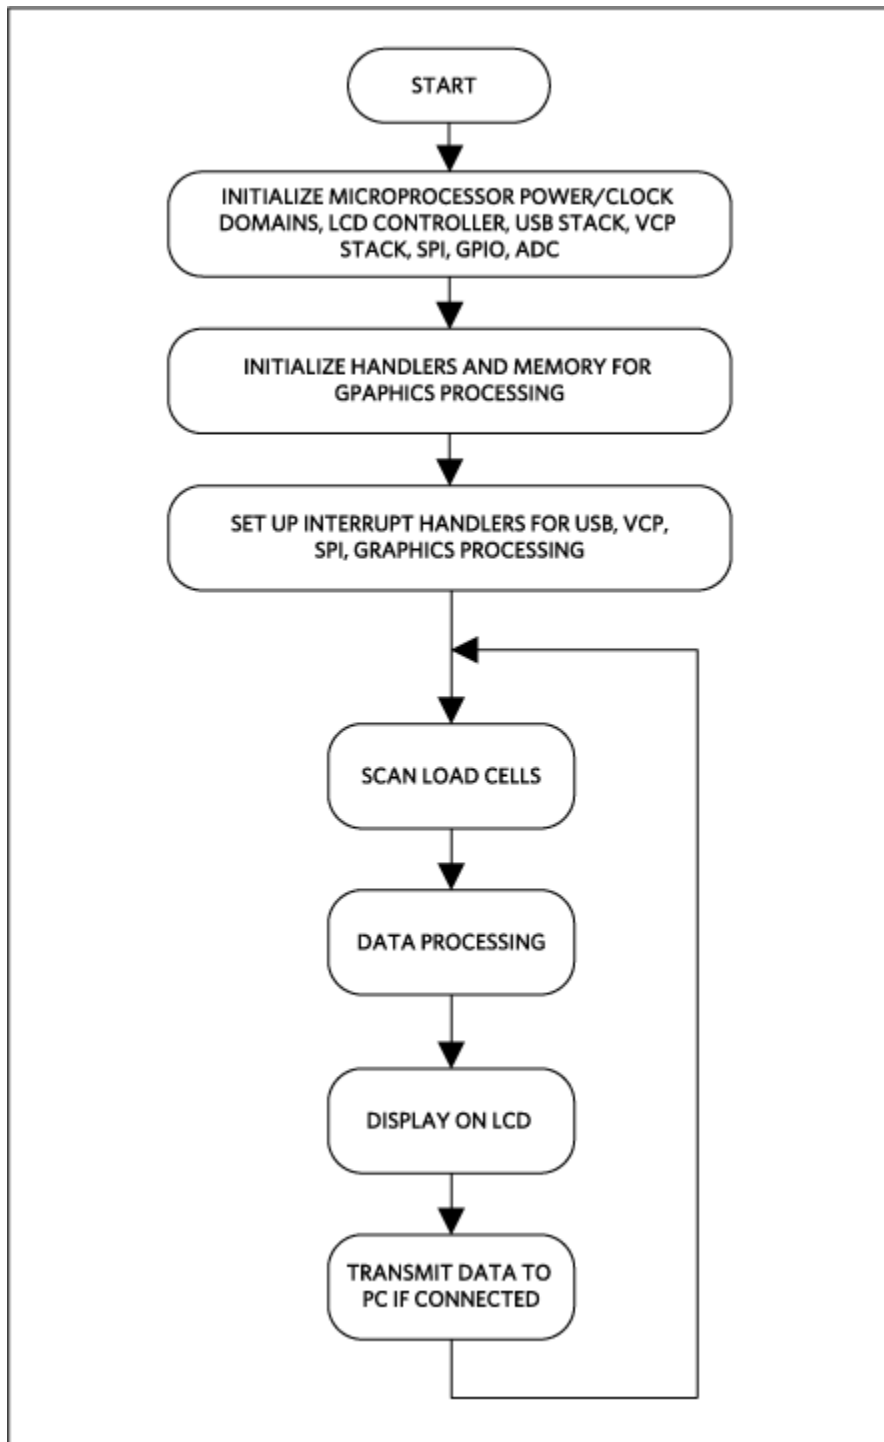 START
INITIALIZE MICROPROCESSOR POWER/CLOCK
DOMAINS, LCD CONTROLLER, USB STACK, VCP
STACK, SPI, GPIO, ADC
INITIALIZE HANDLERS AND MEMORY FOR
GPAPHICS PROCESSING
SET UP INTERRUPT HANDLERS FOR USB, VCP,
SPI, GRAPHICS PROCESSING
SCAN LOAD CELLS
DATA PROCESSING
DISPLAY ON LCD
TRANSMIT DATA TO
PC IF CONNECTED